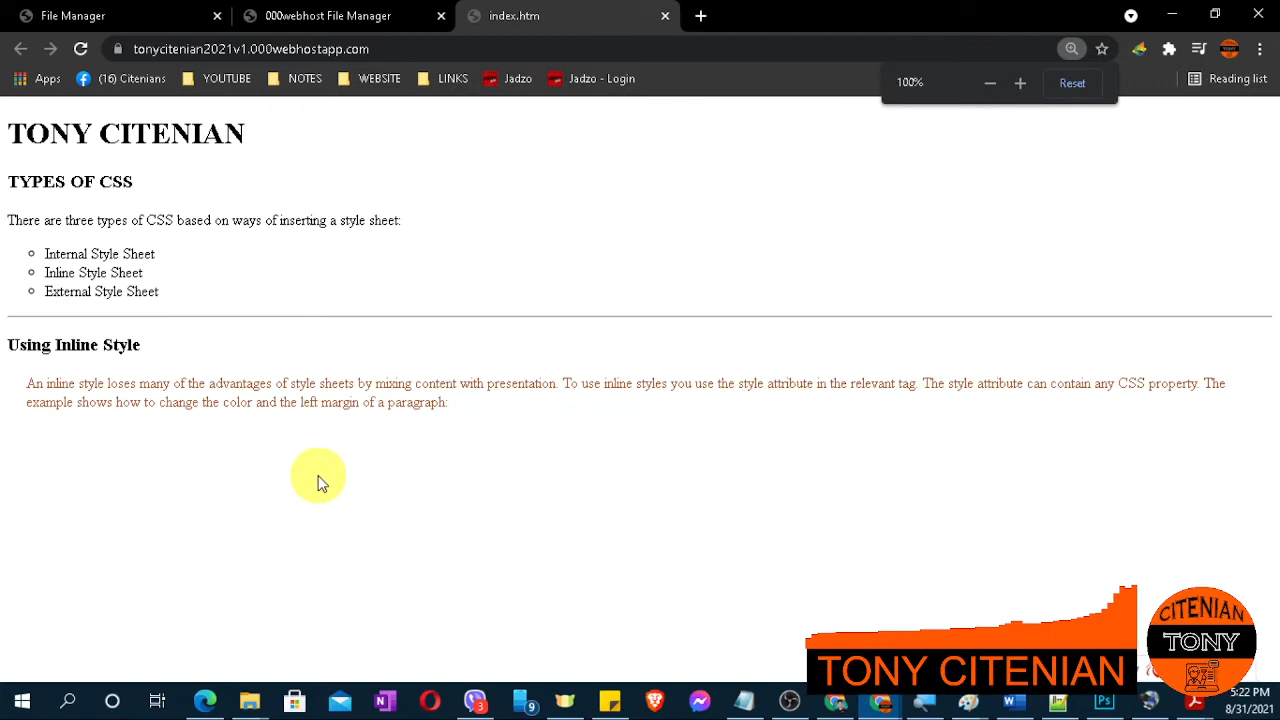 File Manager
000webhost File Manager
index.htm
tonycitenian2021v1.000webhostapp.com
Apps
(16) Citenians
YOUTUBE
NOTES
WEBSITE
LINKS
Jadzo
Jadzo - Login
Reading list
100%
Reset
TONY CITENIAN
TYPES OF CSS
There are three types of CSS based on ways of inserting a style sheet:
Internal Style Sheet
Inline Style Sheet
External Style Sheet
Using Inline Style
An inline style loses many of the advantages of style sheets by mixing content with presentation. To use inline styles you use the style attribute in the relevant tag. The style attribute can contain any CSS property. The
example shows how to change the color and the left margin of a paragraph:
TONY CITENIAN
CITENIAN
TONY
3
9
Ps
5:22 PM
8/31/2021